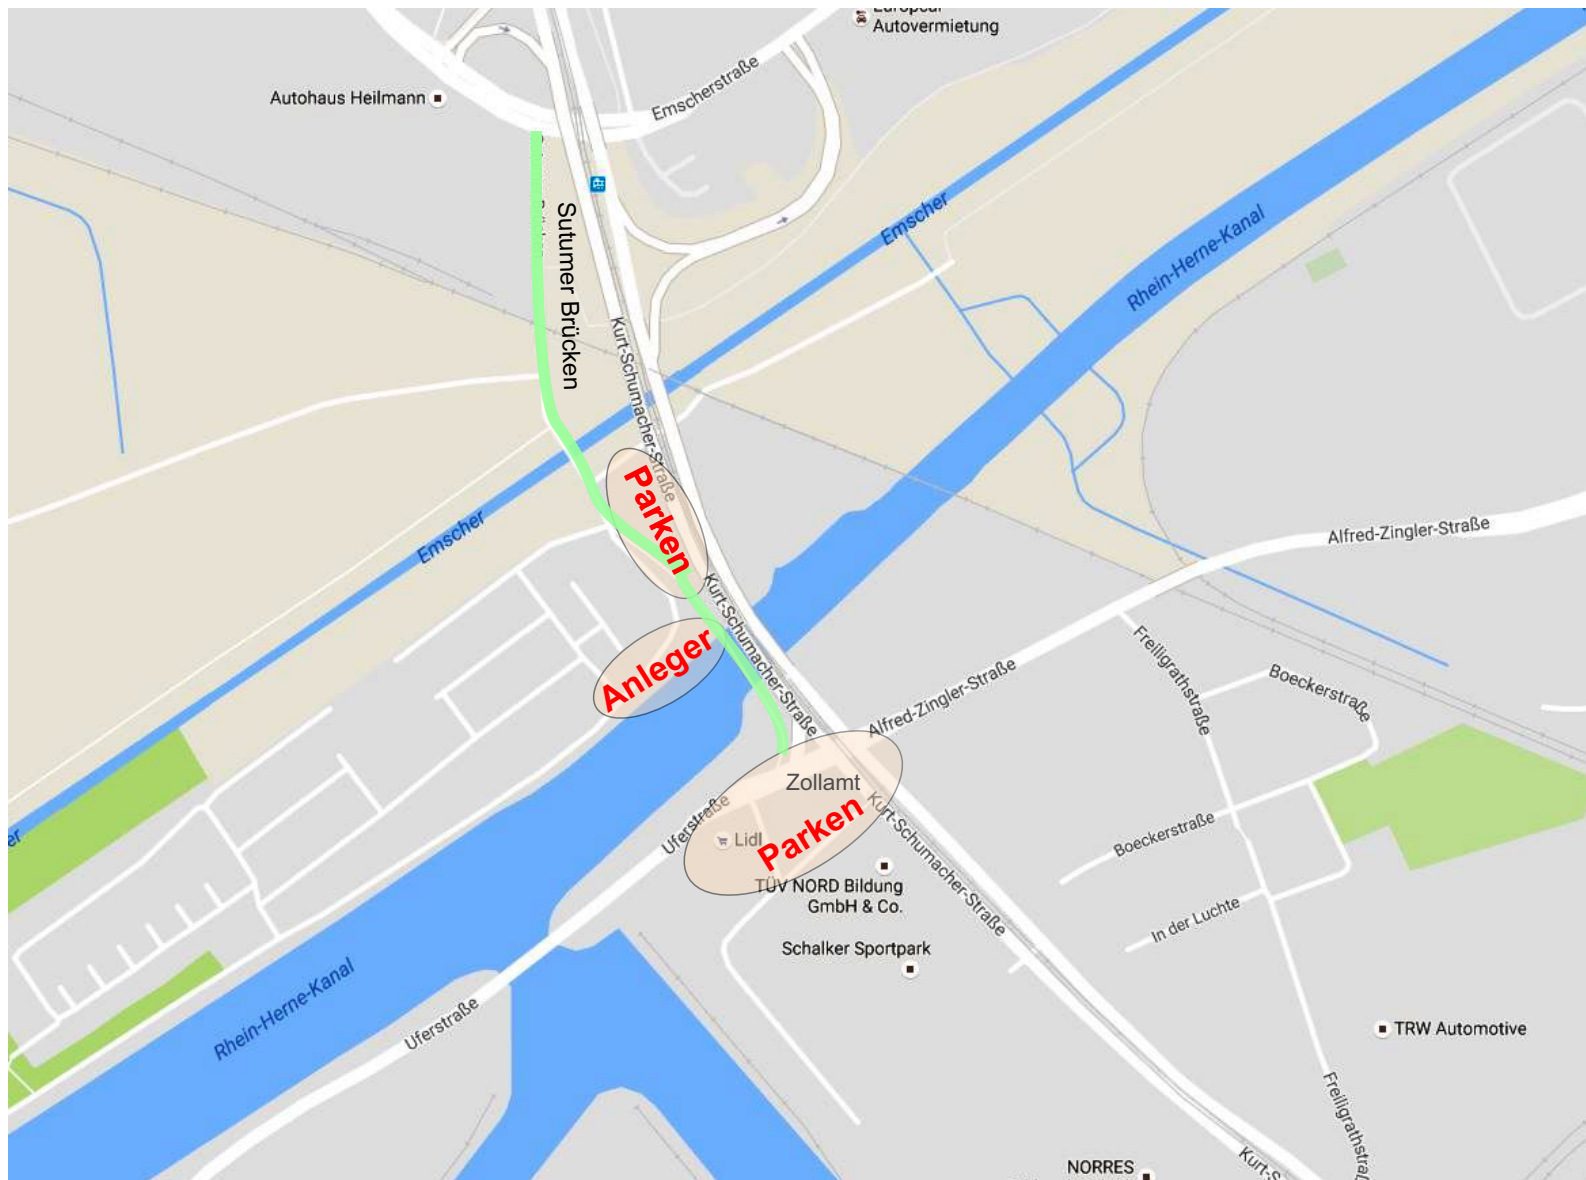 Europcar
Autovermietung
Autohaus Heilmann
Emscherstraße
Sutumer Brücken
Emscher
Rhein-Herne-Kanal
Kurt-Schumacher-Straße
Parken
Emscher
Alfred-Zingler-Straße
Kurt-Schumacher-Straße
Anleger
Freiligrathstraße
Alfred-Zingler-Straße
Boeckerstraße
Zollamt
Uferstraße
Lidl
Parken
Kurt-Schumacher-Straße
Boeckerstraße
TÜV NORD Bildung
GmbH & Co.
In der Luchte
Schalker Sportpark
Rhein-Herne-Kanal
Uferstraße
TRW Automotive
Freiligrathstraß
NORRES
Kurt-S